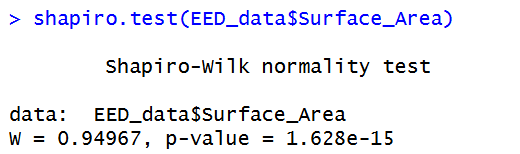 > shapiro.test(EED_data$Surface_Area)
Shapiro-Wilk normality test
data:  EED_data$Surface_Area
W = 0.94967, p-value = 1.628e-15